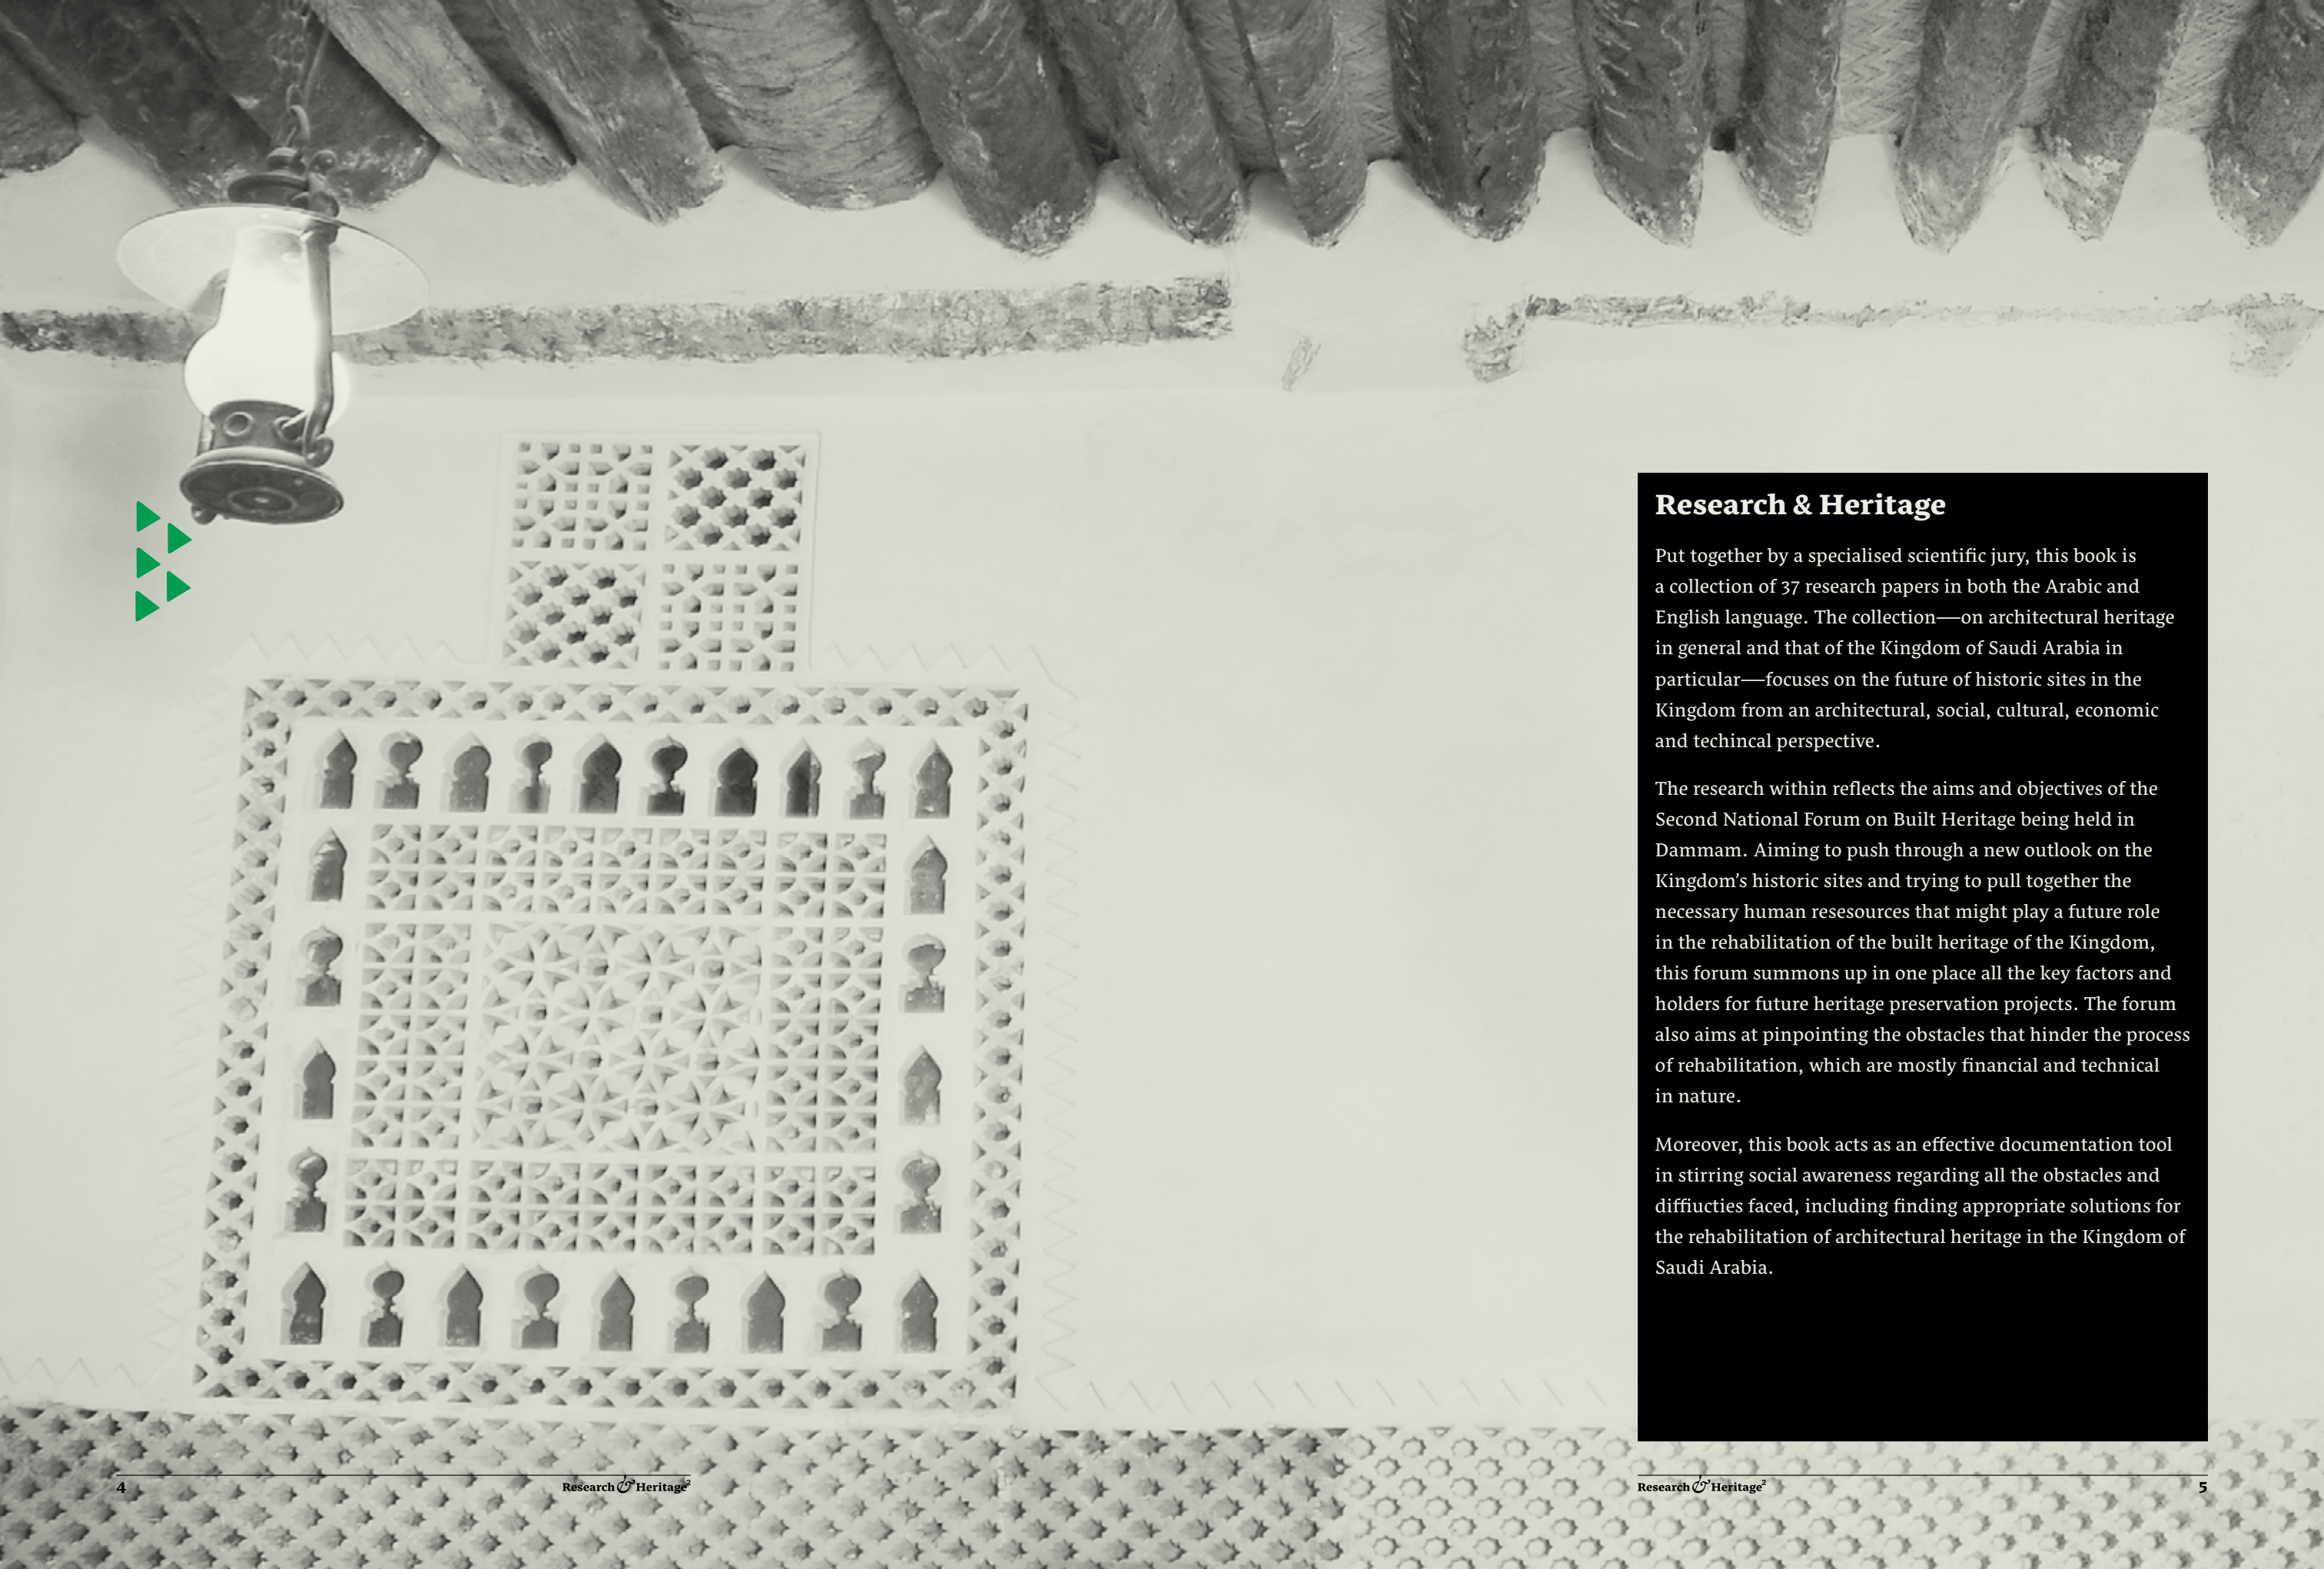 Research & Heritage
Put together by a specialised scientific jury, this book is
a collection of 37 research papers in both the Arabic and
English language. The collection—on architectural heritage
in general and that of the Kingdom of Saudi Arabia in
particular—focuses on the future of historic sites in the
Kingdom from an architectural, social, cultural, economic
and techincal perspective.
The research within reflects the aims and objectives of the
Second National Forum on Built Heritage being held in
Dammam. Aiming to push through a new outlook on the
Kingdom's historic sites and trying to pull together the
necessary human resesources that might play a future role
in the rehabilitation of the built heritage of the Kingdom,
this forum summons up in one place all the key factors and
holders for future heritage preservation projects. The forum
also aims at pinpointing the obstacles that hinder the process
of rehabilitation, which are mostly financial and technical
in nature.
Moreover, this book acts as an effective documentation tool
in stirring social awareness regarding all the obstacles and
diffiucties faced, including finding appropriate solutions for
the rehabilitation of architectural heritage in the Kingdom of
Saudi Arabia.
4
Research & Heritage²
Research & Heritage²
5